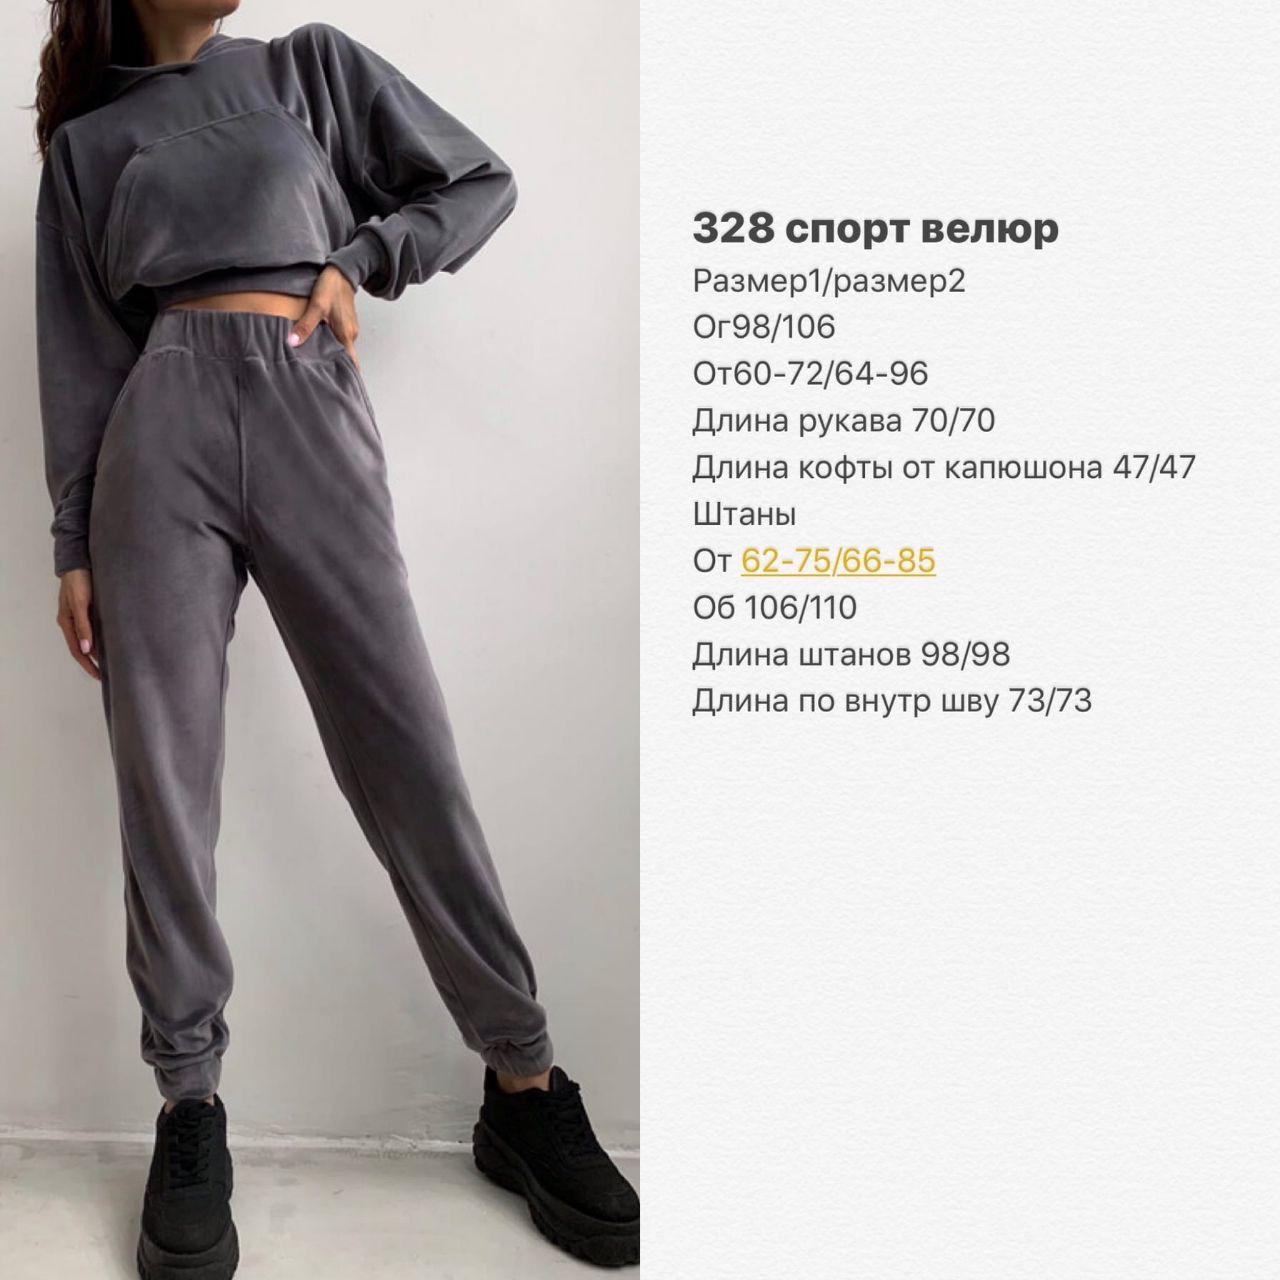 328 спорт велюр
Размер1/размер2
Ог98/106
От60-72/64-96
Длина рукава 70/70
Длина кофты от капюшона 47/47
Штаны
От 62-75/66-85
Об 106/110
Длина штанов 98/98
Длина по внутр шву 73/73